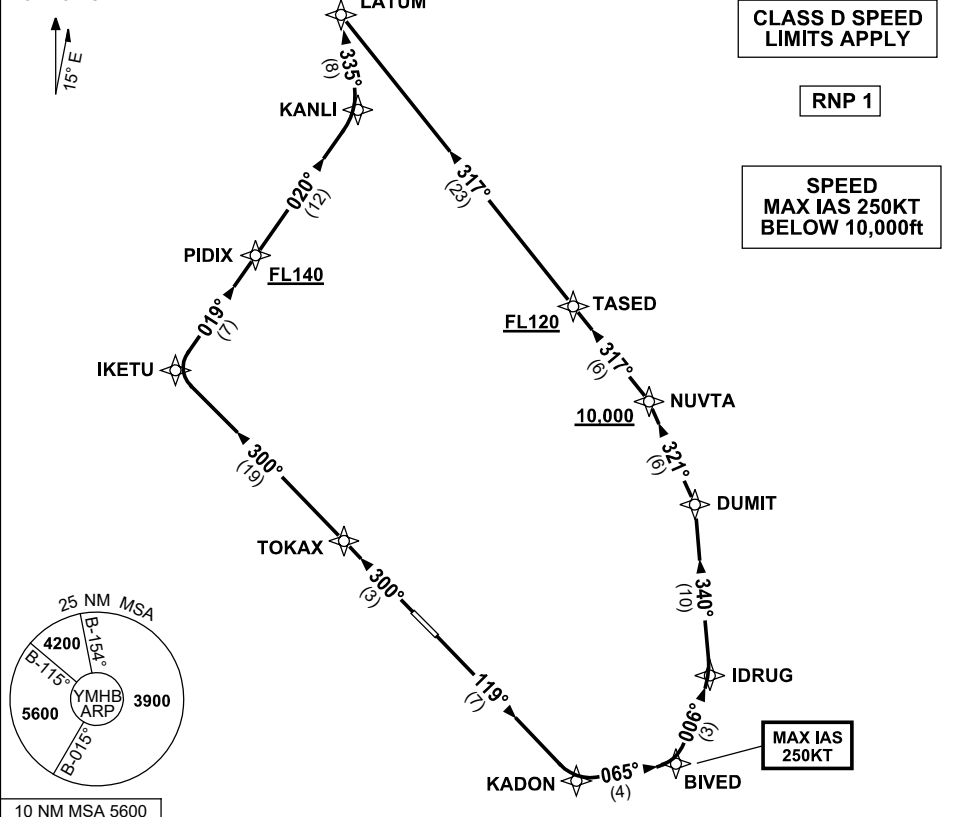 LATUM
CLASS D SPEED
LIMITS APPLY
15° E
335°
(8)
RNP 1
KANLI
317°
(23)
020°
(12)
SPEED
MAX IAS 250KT
BELOW 10,000ft
PIDIX
FL140
TASED
FL120
019°
(7)
317°
(6)
IKETU
NUVTA
10,000
321°
(6)
300°
(19)
DUMIT
TOKAX
300°
(3)
340°
(10)
25 NM MSA
4200
B-154°
B-115°
YMHB
ARP
3900
5600
B-015°
119°
(7)
IDRUG
006°
(3)
MAX IAS
250KT
065°
(4)
KADON
BIVED
10 NM MSA 5600